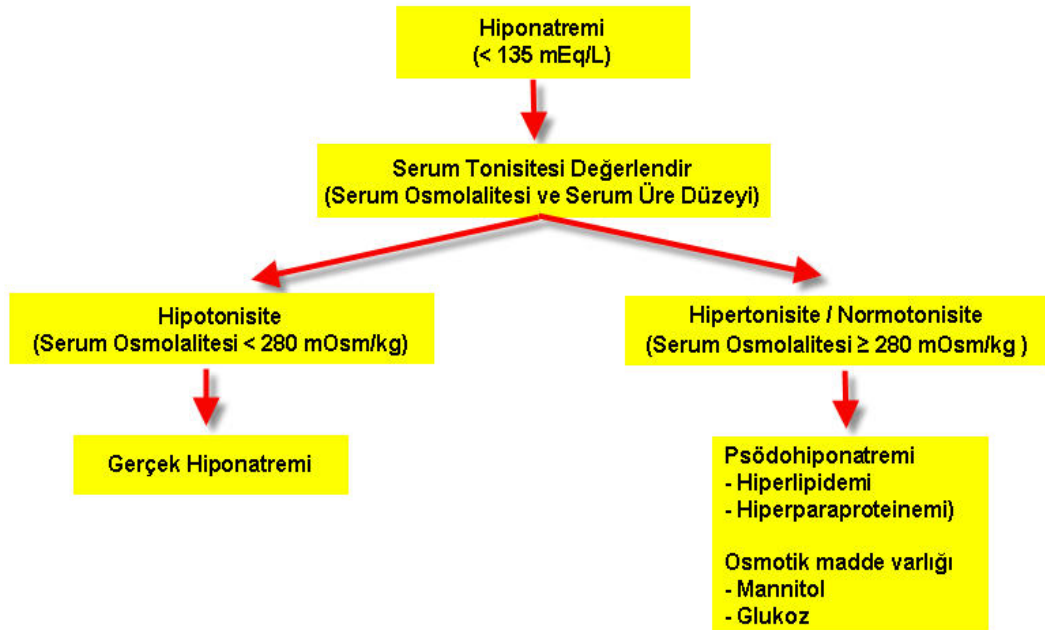 Hiponatremi
(< 135 mEq/L)
Serum Tonisitesi Değerlendir
(Serum Osmolalitesi ve Serum Üre Düzeyi)
Hipotonisite
(Serum Osmolalitesi < 280 mOsm/kg)
Hipertonisite / Normotonisite
(Serum Osmolalitesi ≥ 280 mOsm/kg )
Gerçek Hiponatremi
Psödohiponatremi
- Hiperlipidemi
- Hiperparaproteinemi)
Osmotik madde varlığı
- Mannitol
- Glukoz